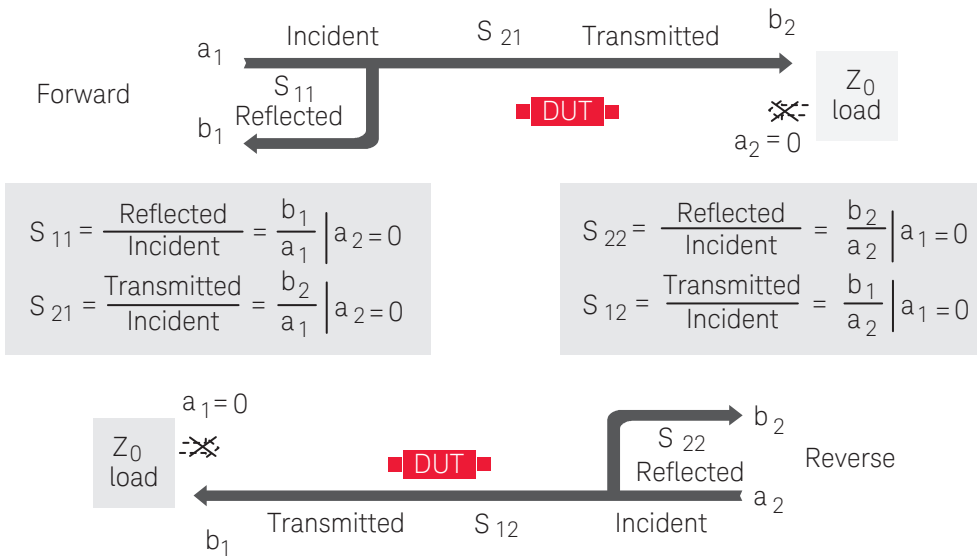 a1 Incident S 21 Transmitted b2
Forward
S 11
Reflected
b1
DUT
Z0
load
a2 = 0
S 11 = Reflected / Incident = b1 / a1 | a2 = 0
S 21 = Transmitted / Incident = b2 / a1 | a2 = 0
S 22 = Reflected / Incident = b2 / a2 | a1 = 0
S 12 = Transmitted / Incident = b1 / a2 | a1 = 0
a1 = 0
Z0
load
DUT
b2
S 22
Reflected
Reverse
a2
b1 Transmitted S 12 Incident